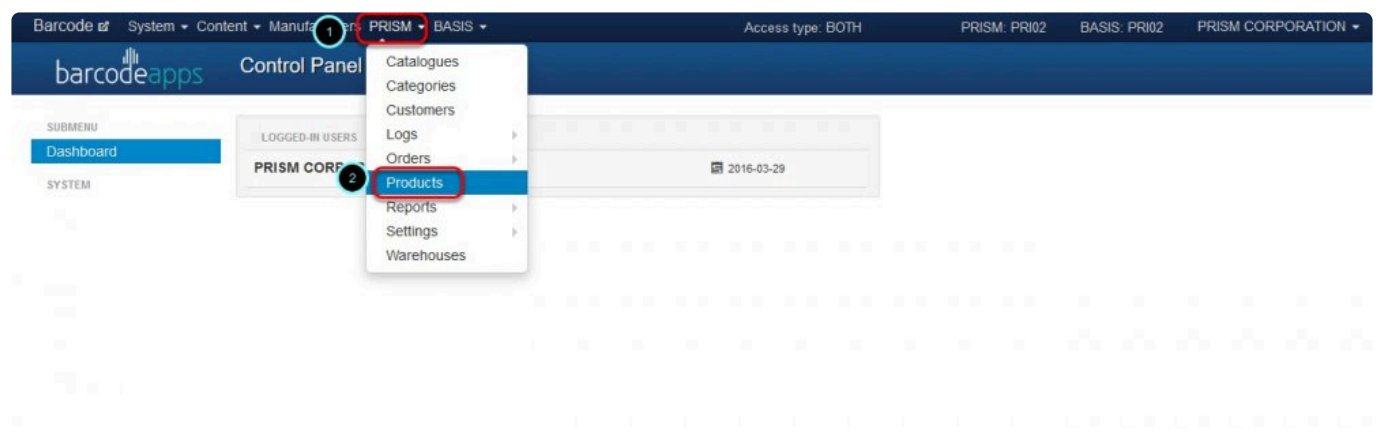 Barcode System Content Manufa ers PRISM BASIS Access type: BOTH PRISM: PRI02 BASIS: PRI02 PRISM CORPORATION
1
barcodeapps Control Panel
Catalogues
Categories
Customers
SUBMENU
LOGGED-IN USERS
Logs
Dashboard
Orders
PRISM CORP
2016-03-29
2
Products
SYSTEM
Reports
Settings
Warehouses